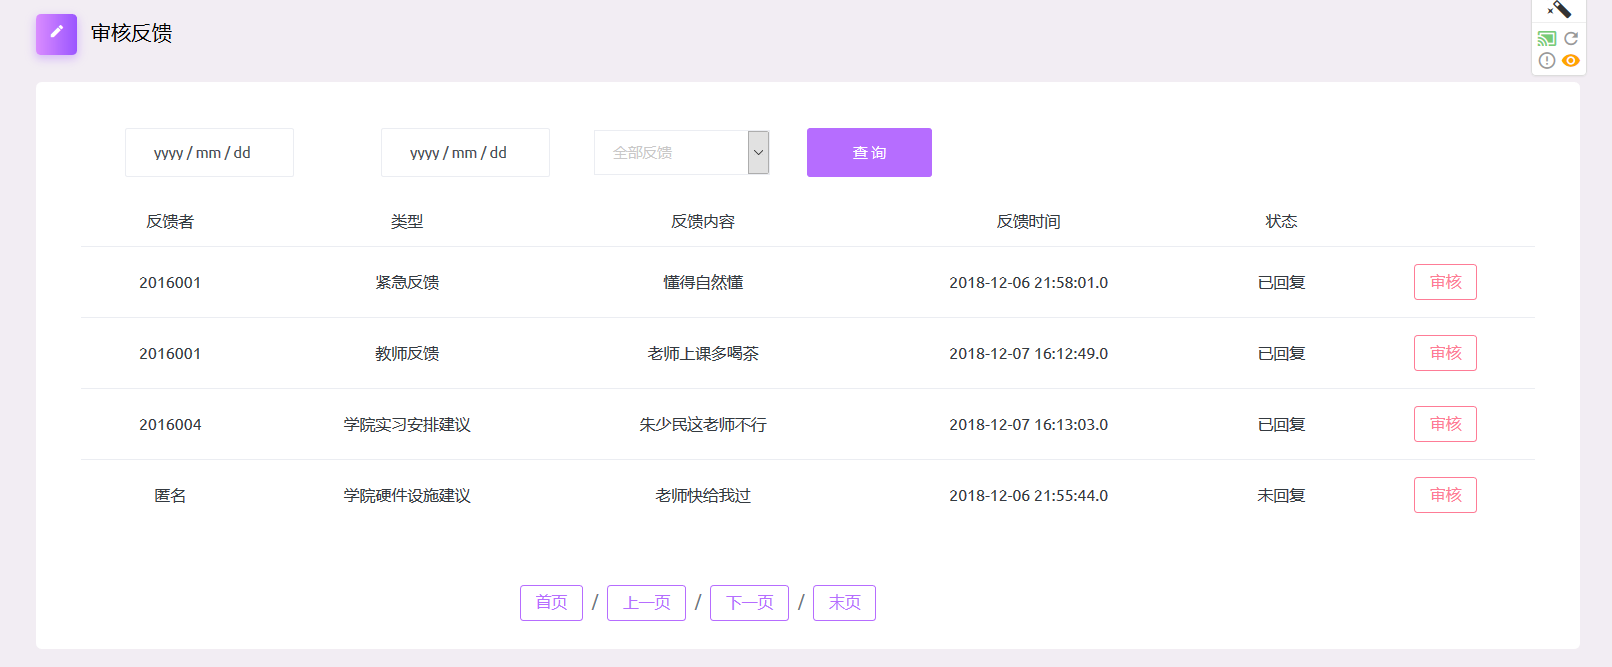 审核反馈
yyyy / mm / dd yyyy / mm / dd 全部反馈 查询
反馈者 类型 反馈内容 反馈时间 状态
2016001 紧急反馈 懂得自然懂 2018-12-06 21:58:01.0 已回复 审核
2016001 教师反馈 老师上课多喝茶 2018-12-07 16:12:49.0 已回复 审核
2016004 学院实习安排建议 朱少民这老师不行 2018-12-07 16:13:03.0 已回复 审核
匿名 学院硬件设施建议 老师快给我过 2018-12-06 21:55:44.0 未回复 审核
首页 / 上一页 / 下一页 / 末页